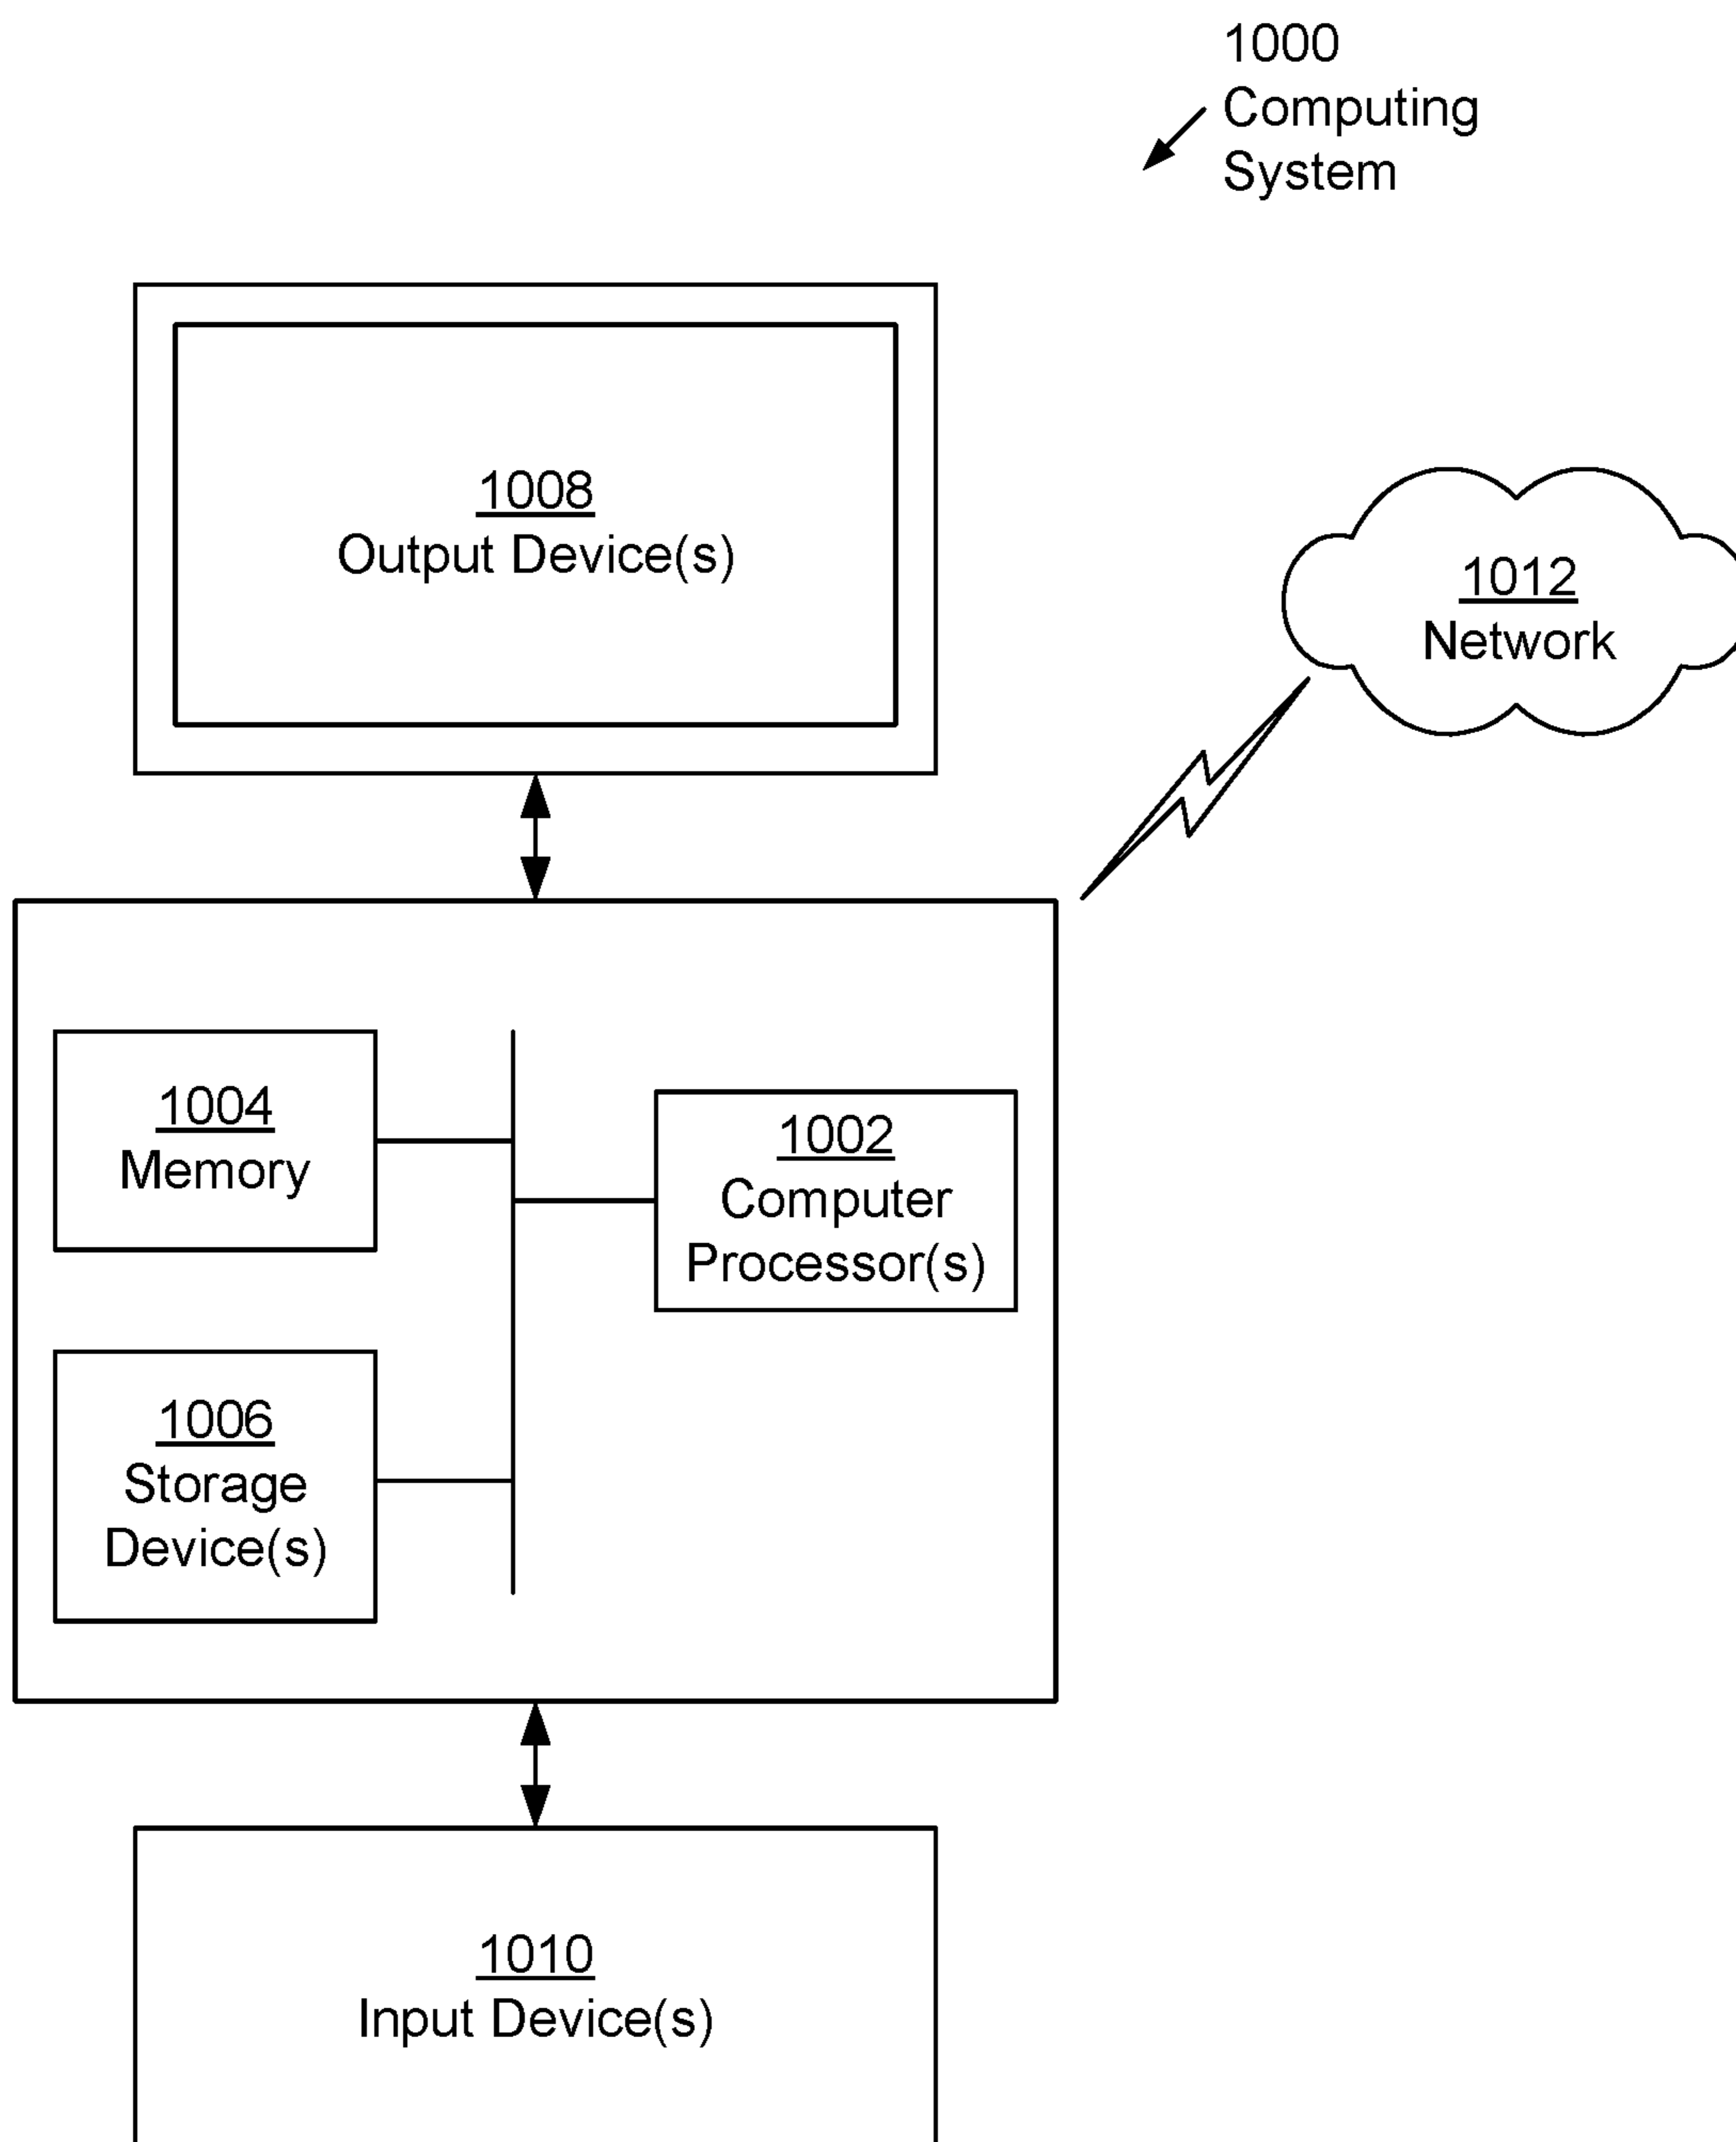 1000
Computing
System
1008
Output Device(s)
1012
Network
1004
Memory
1002
Computer
Processor(s)
1006
Storage
Device(s)
1010
Input Device(s)